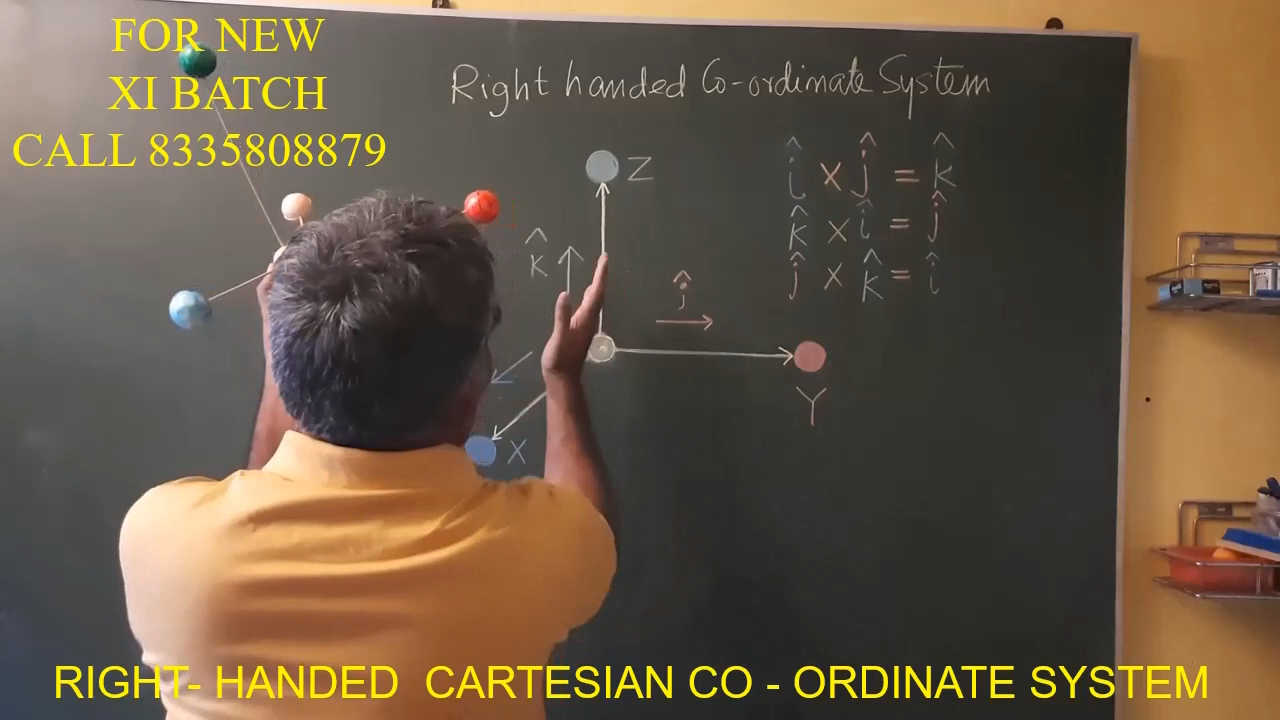 FOR NEW
XI BATCH
CALL 8335808879
Right handed Co-ordinate System
Z
î x ĵ = k̂
k̂ x î = ĵ
ĵ x k̂ = î
k̂
ĵ
X
Y
RIGHT- HANDED CARTESIAN CO - ORDINATE SYSTEM